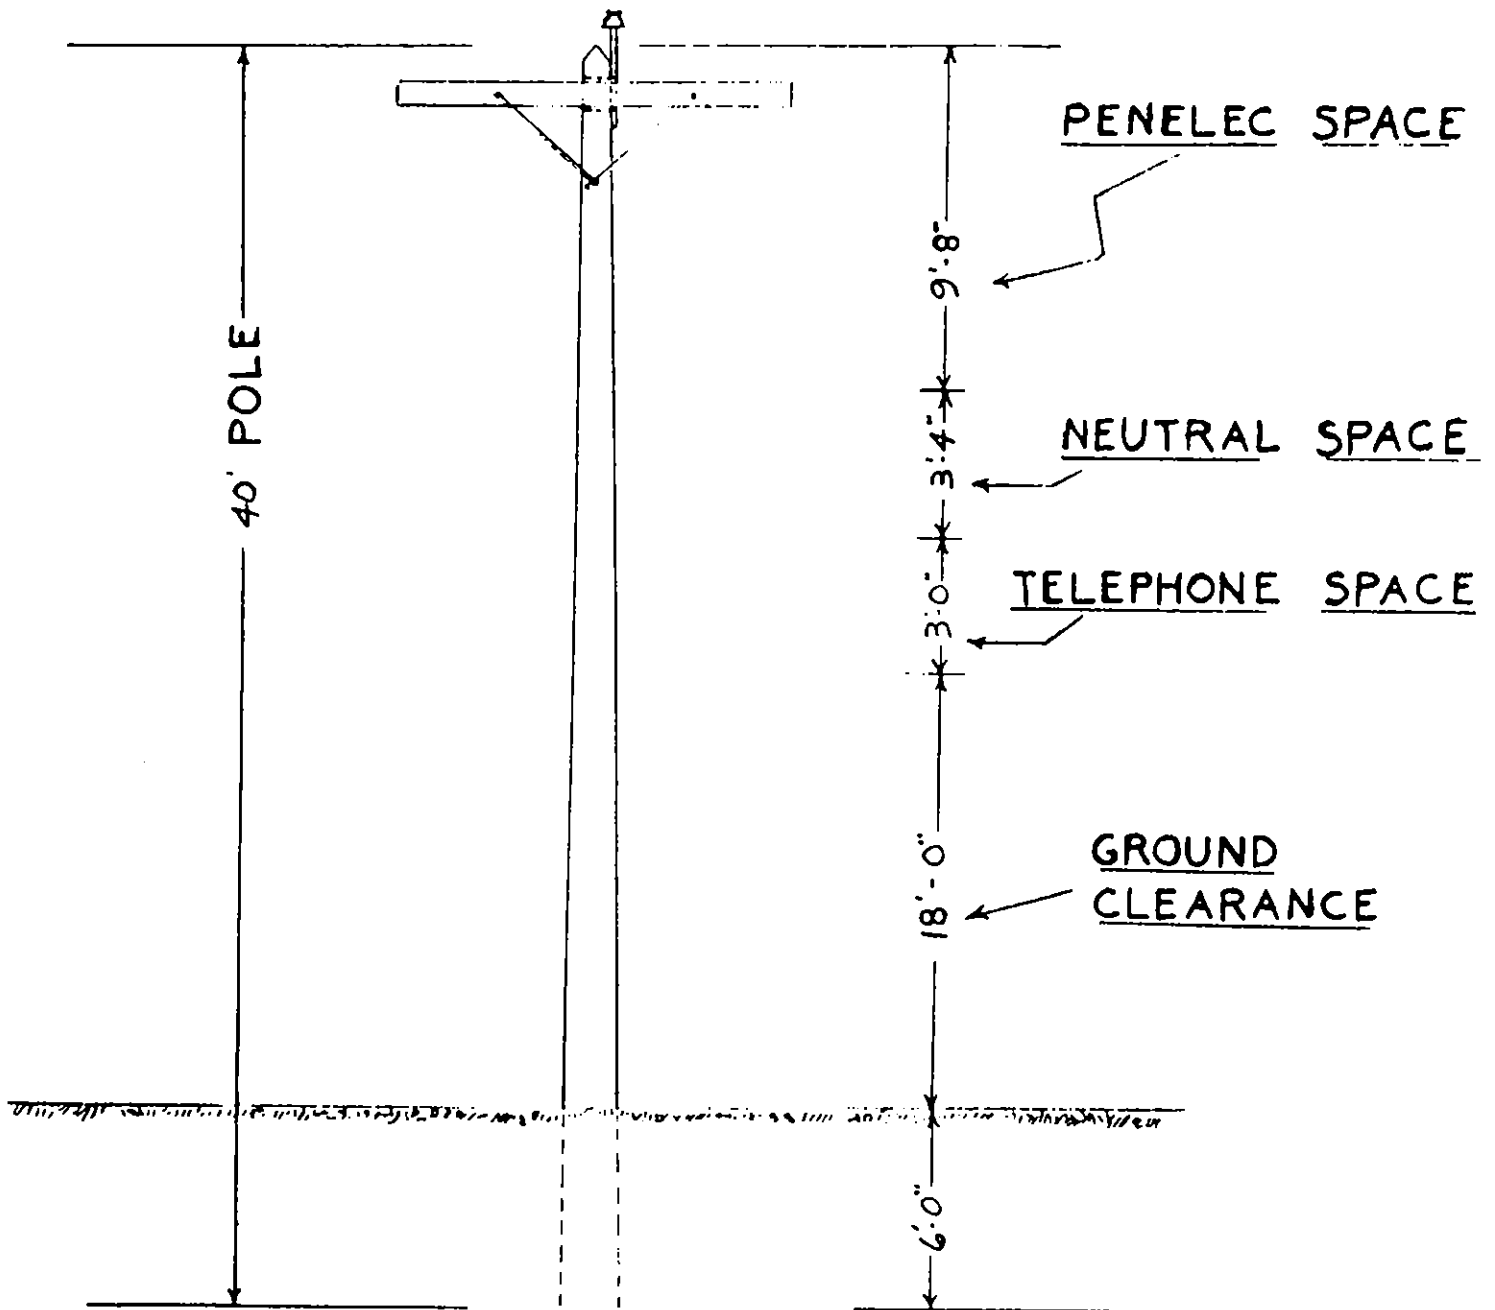 PENELEC SPACE
9'-8"
40' POLE
NEUTRAL SPACE
3'-4"
TELEPHONE SPACE
3'-0"
GROUND
CLEARANCE
18'-0"
6'-0"